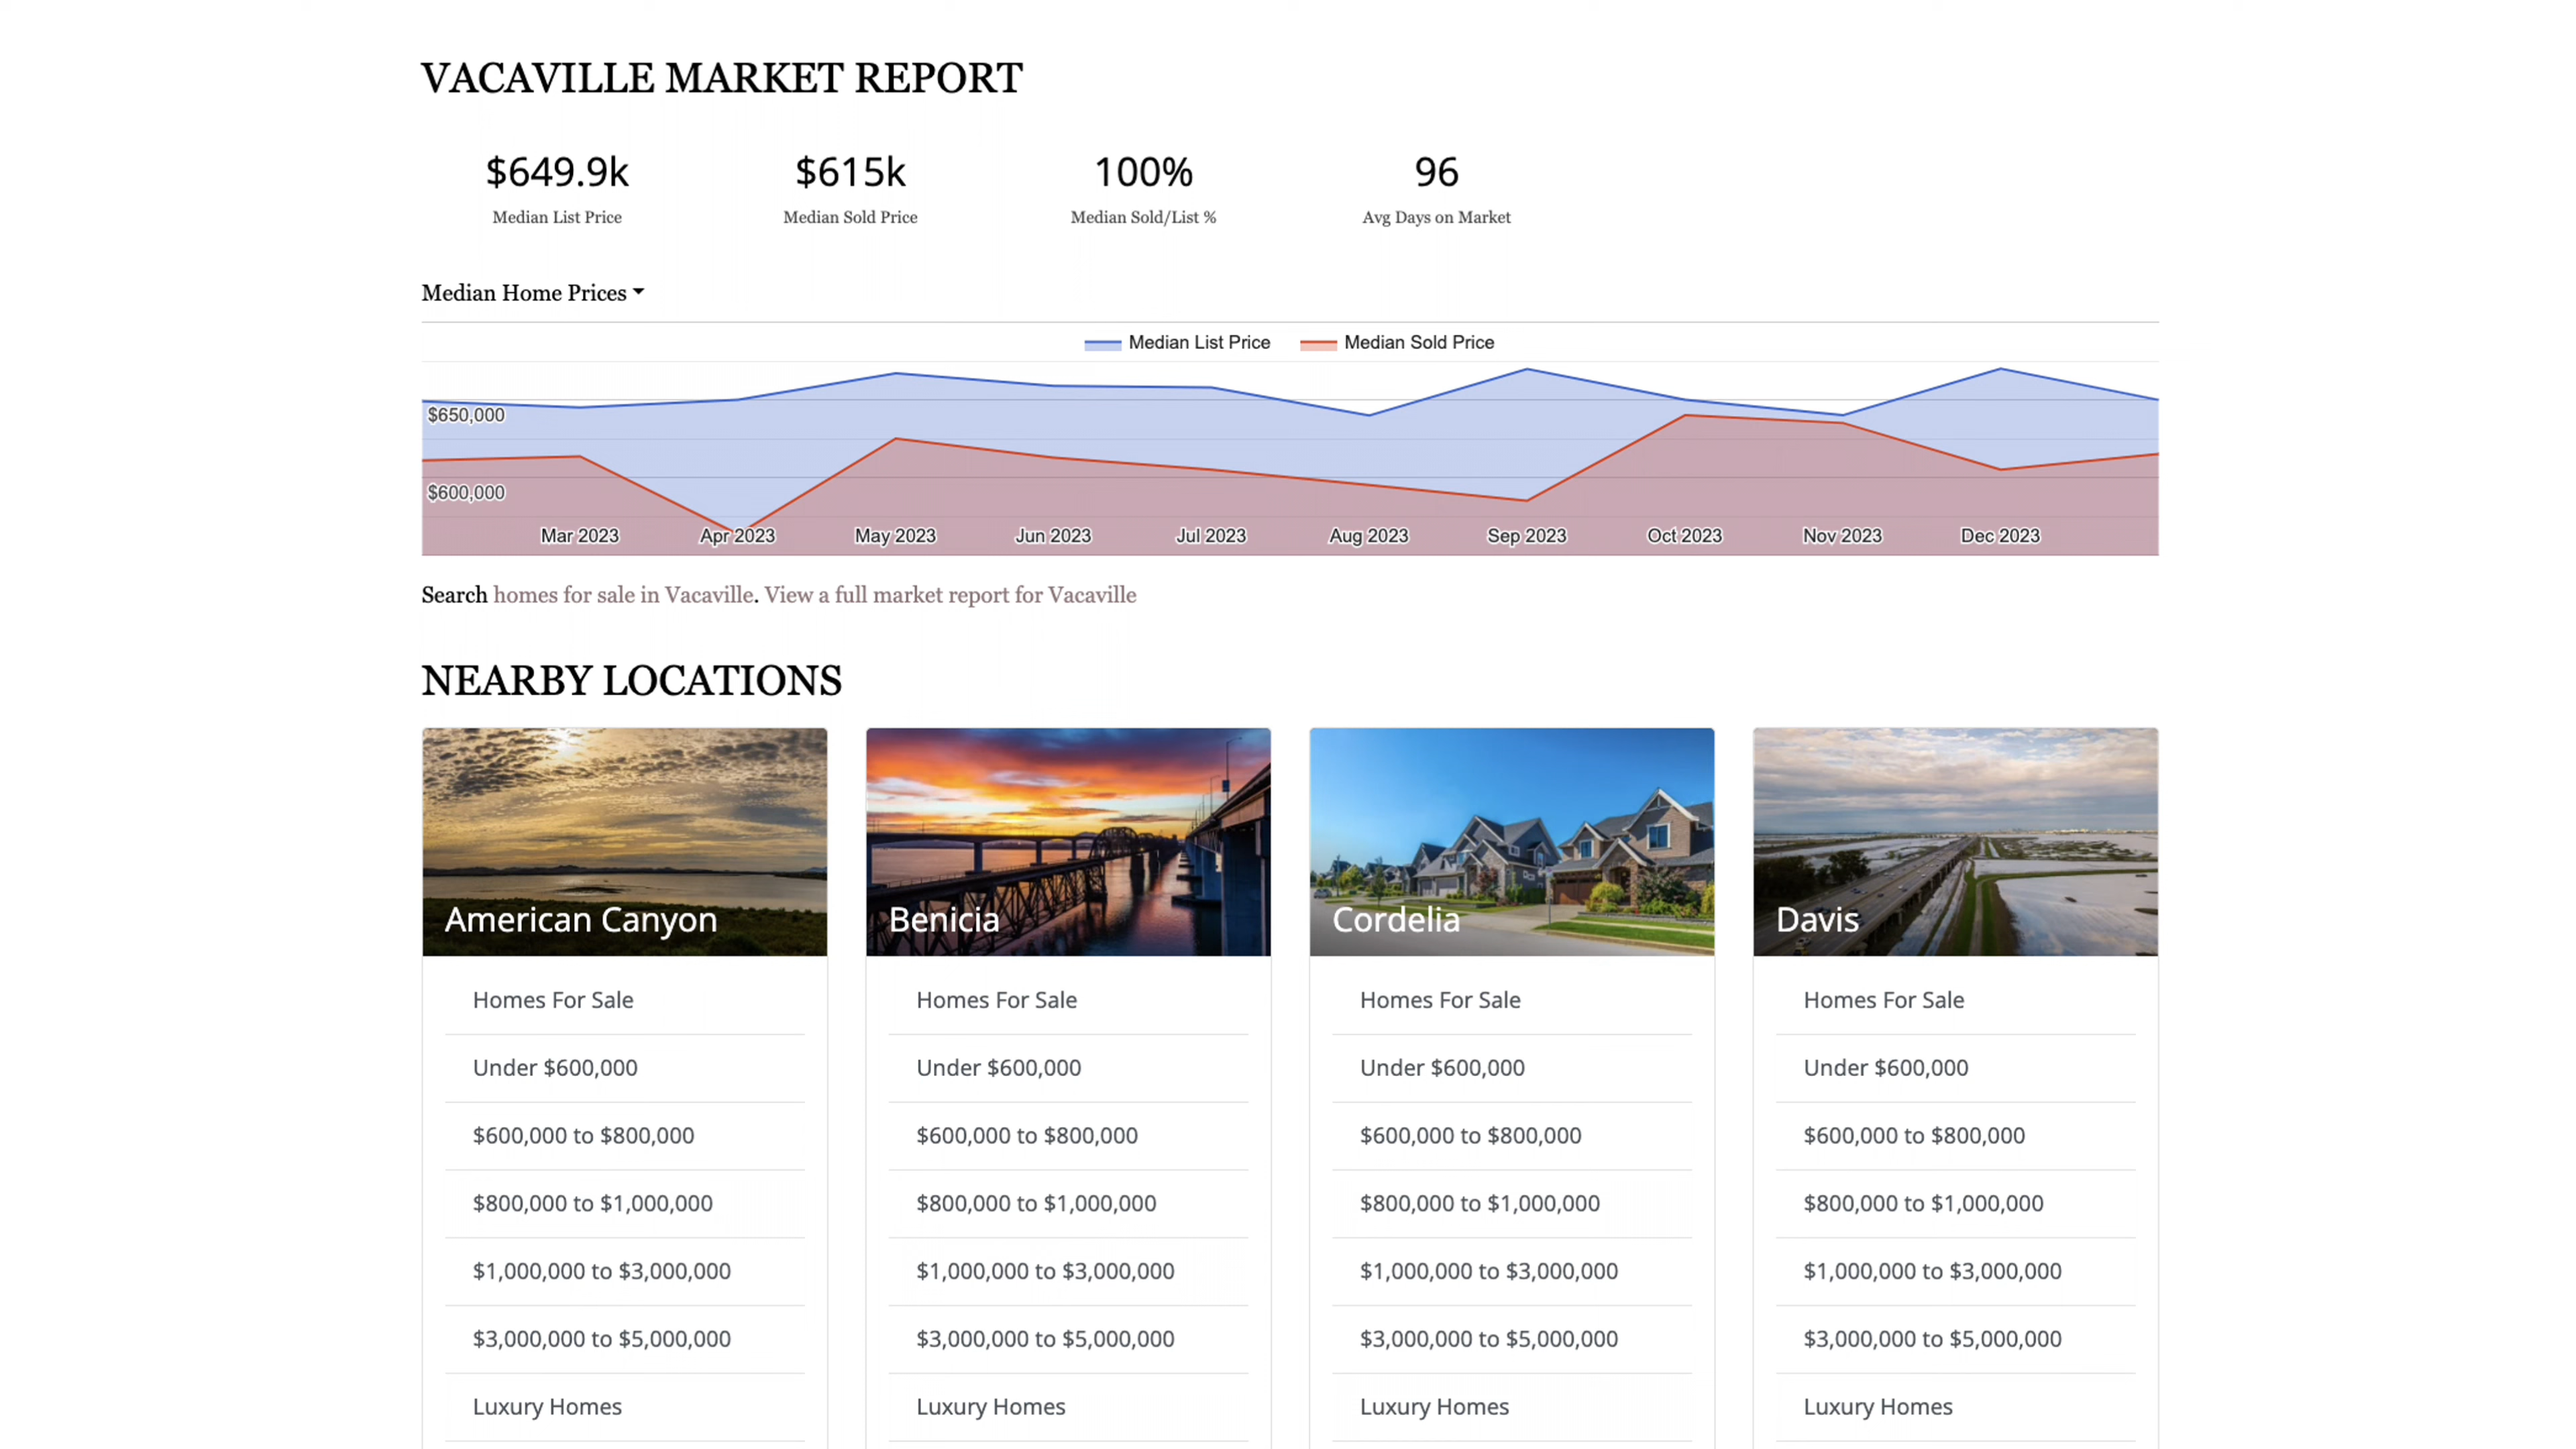 VACAVILLE MARKET REPORT
$649.9k $615k 100% 96
Median List Price Median Sold Price Median Sold/List % Avg Days on Market
Median Home Prices
Median List Price Median Sold Price
$650,000
$600,000
Mar 2023 Apr 2023 May 2023 Jun 2023 Jul 2023 Aug 2023 Sep 2023 Oct 2023 Nov 2023 Dec 2023
Search homes for sale in Vacaville. View a full market report for Vacaville
NEARBY LOCATIONS
American Canyon
Homes For Sale
Under $600,000
$600,000 to $800,000
$800,000 to $1,000,000
$1,000,000 to $3,000,000
$3,000,000 to $5,000,000
Luxury Homes
Benicia
Homes For Sale
Under $600,000
$600,000 to $800,000
$800,000 to $1,000,000
$1,000,000 to $3,000,000
$3,000,000 to $5,000,000
Luxury Homes
Cordelia
Homes For Sale
Under $600,000
$600,000 to $800,000
$800,000 to $1,000,000
$1,000,000 to $3,000,000
$3,000,000 to $5,000,000
Luxury Homes
Davis
Homes For Sale
Under $600,000
$600,000 to $800,000
$800,000 to $1,000,000
$1,000,000 to $3,000,000
$3,000,000 to $5,000,000
Luxury Homes